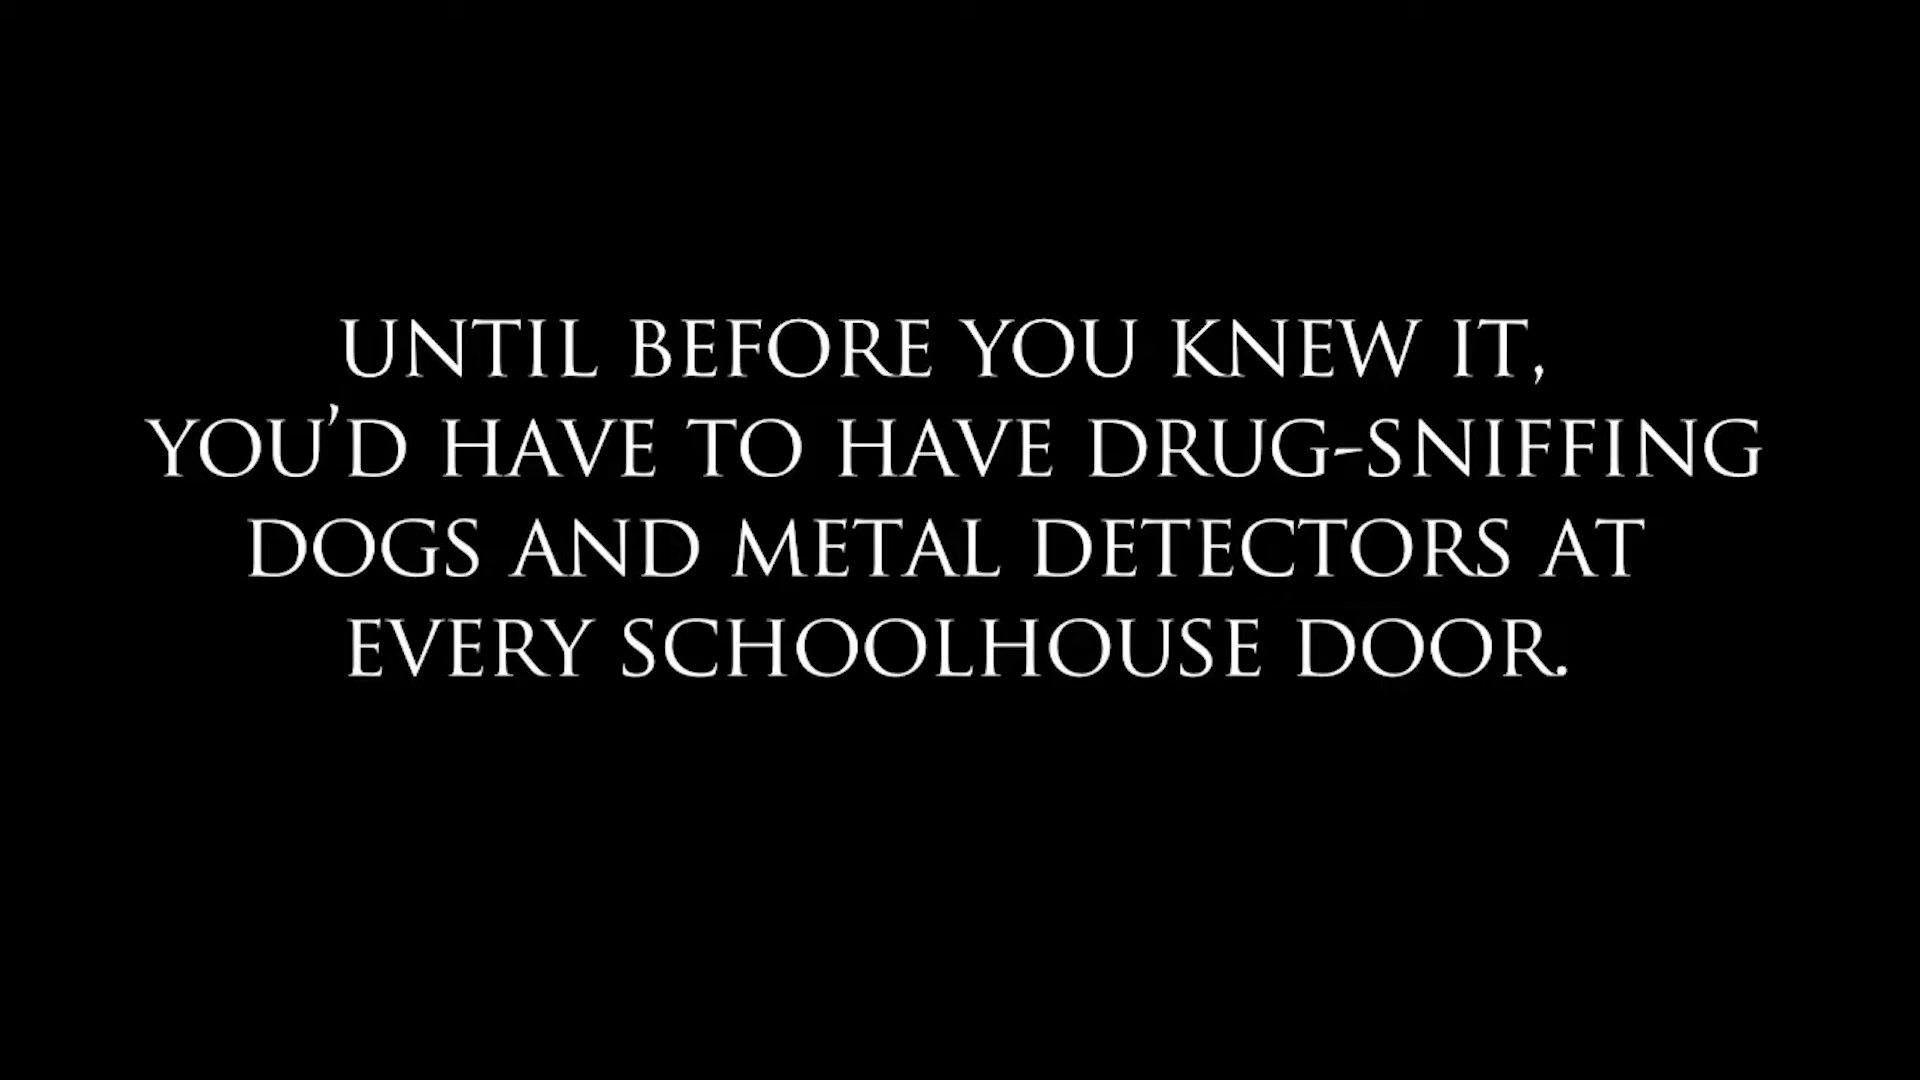 UNTIL BEFORE YOU KNEW IT,
YOU'D HAVE TO HAVE DRUG-SNIFFING
DOGS AND METAL DETECTORS AT
EVERY SCHOOLHOUSE DOOR.